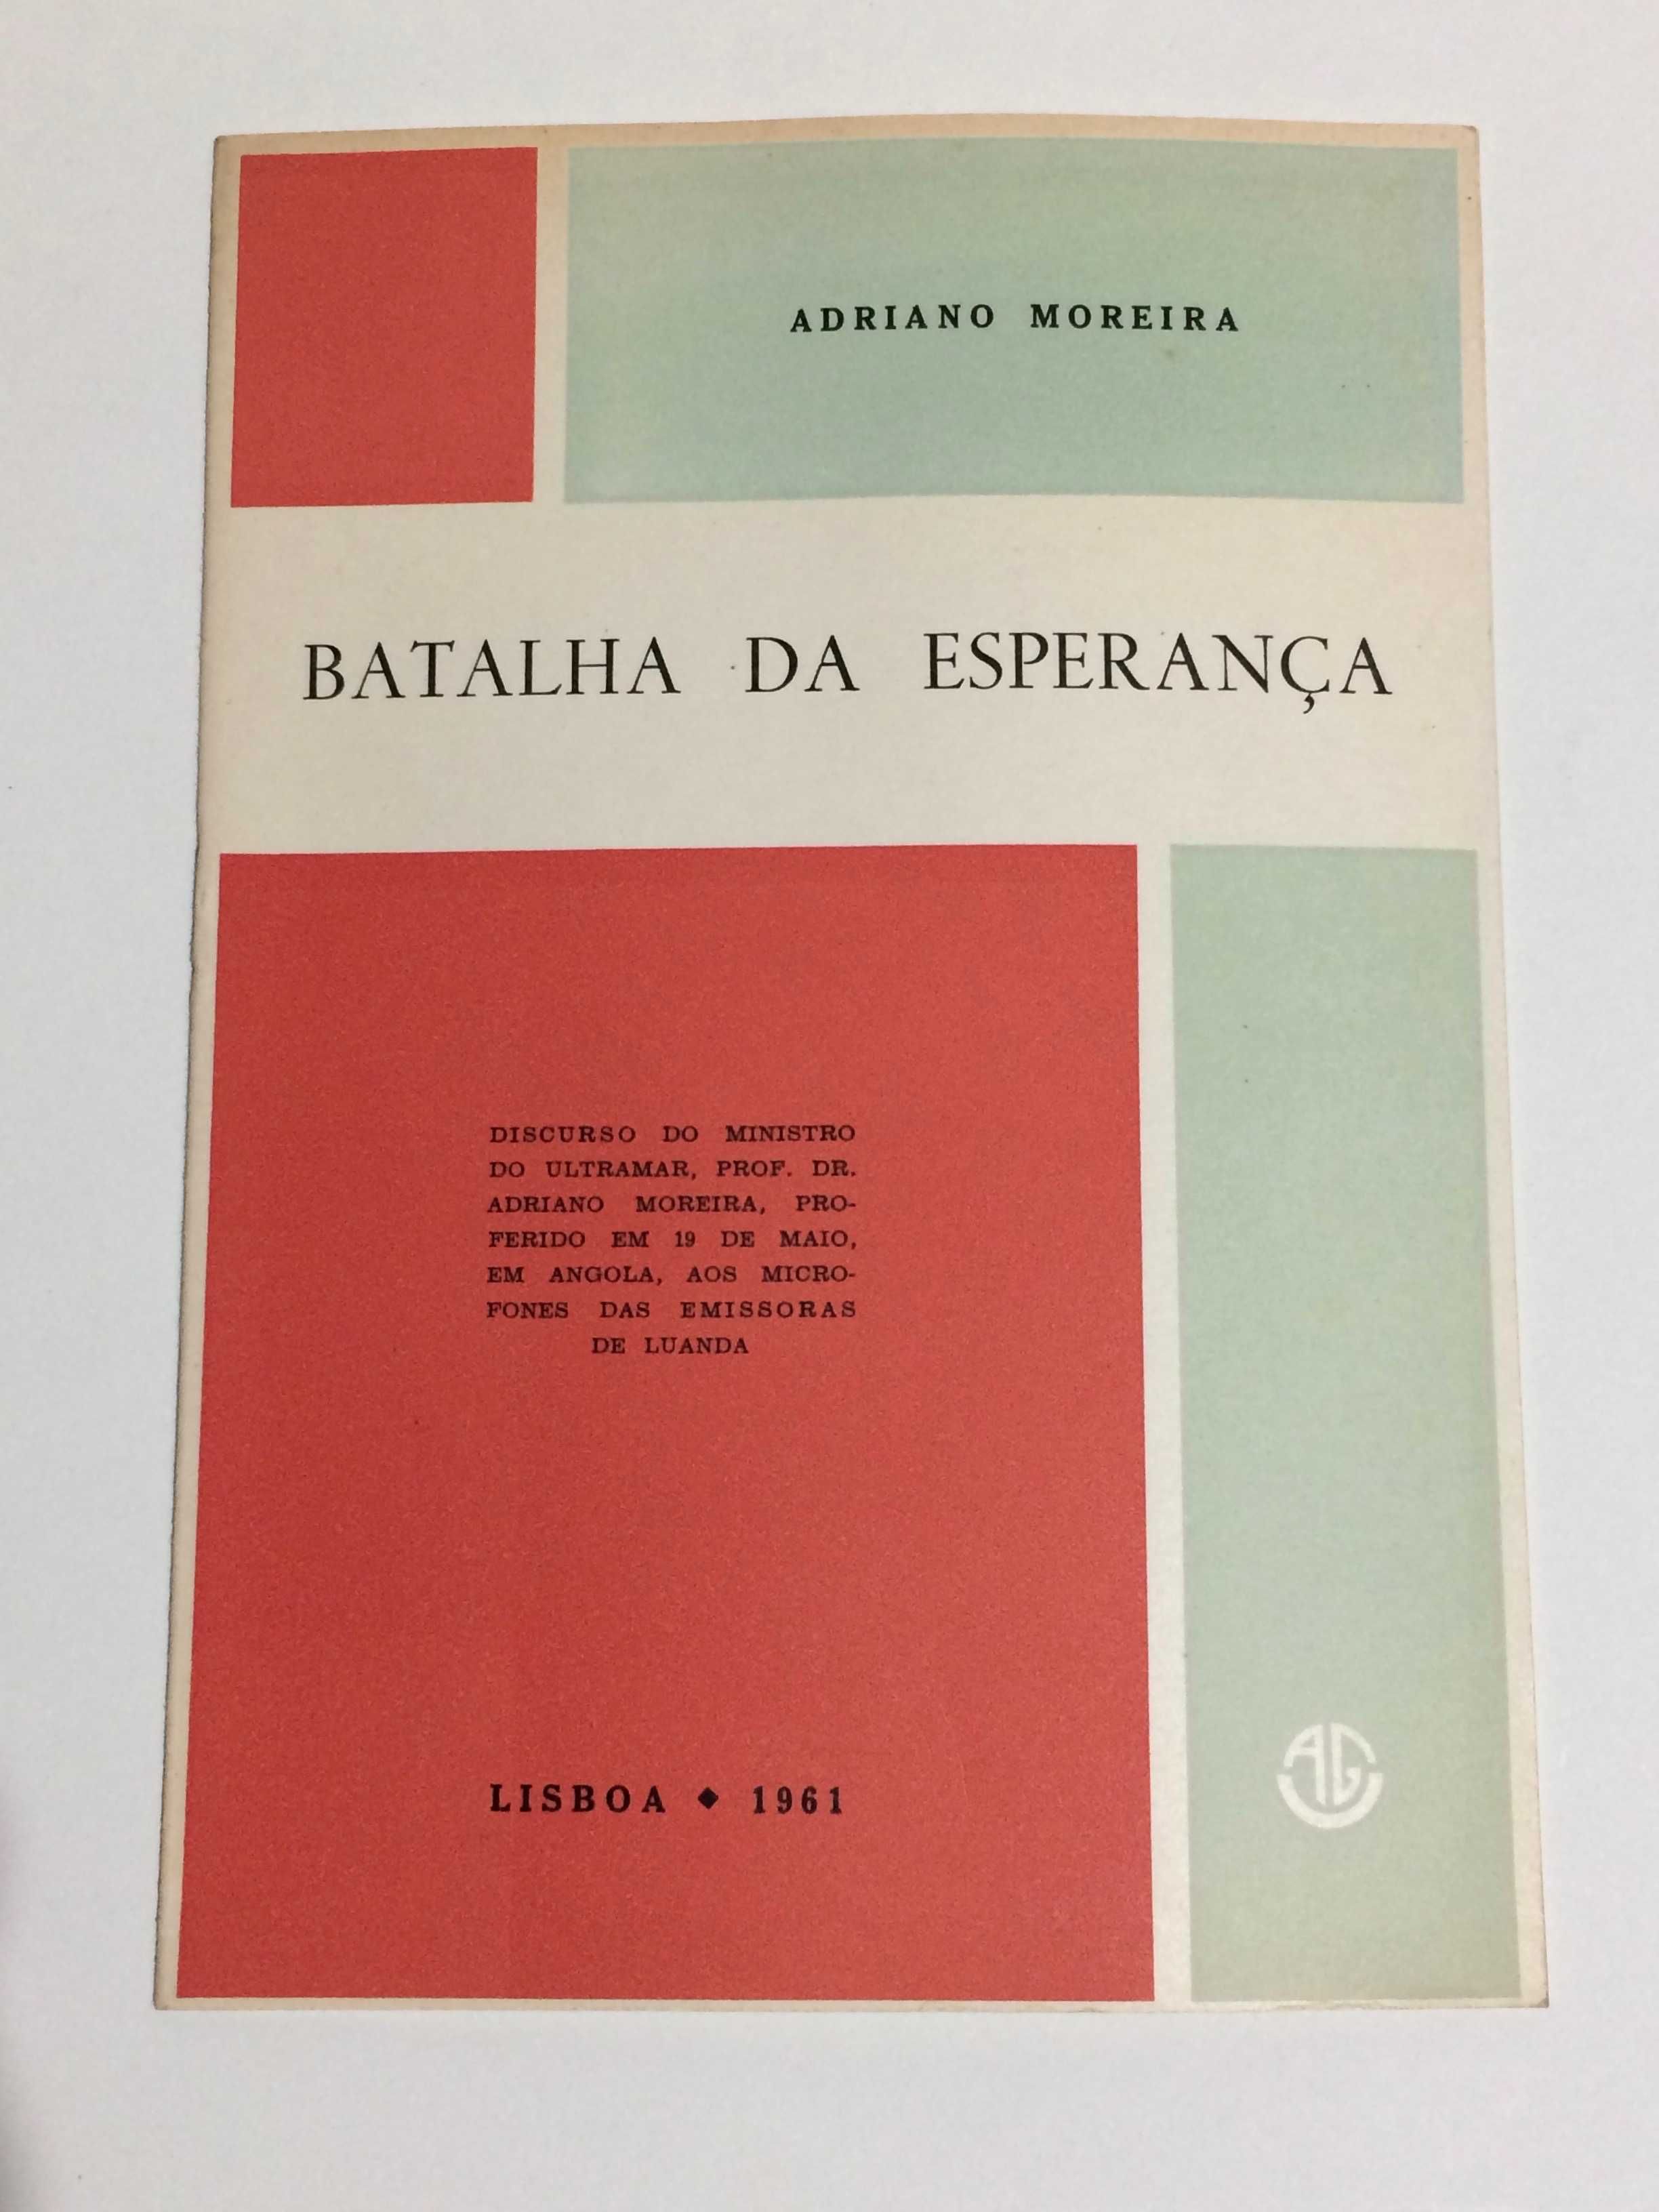 ADRIANO MOREIRA
BATALHA DA ESPERANÇA
DISCURSO DO MINISTRO
DO ULTRAMAR, PROF. DR.
ADRIANO MOREIRA, PRO-
FERIDO EM 19 DE MAIO,
EM ANGOLA, AOS MICRO-
FONES DAS EMISSORAS
DE LUANDA
LISBOA ◆ 1961
AG